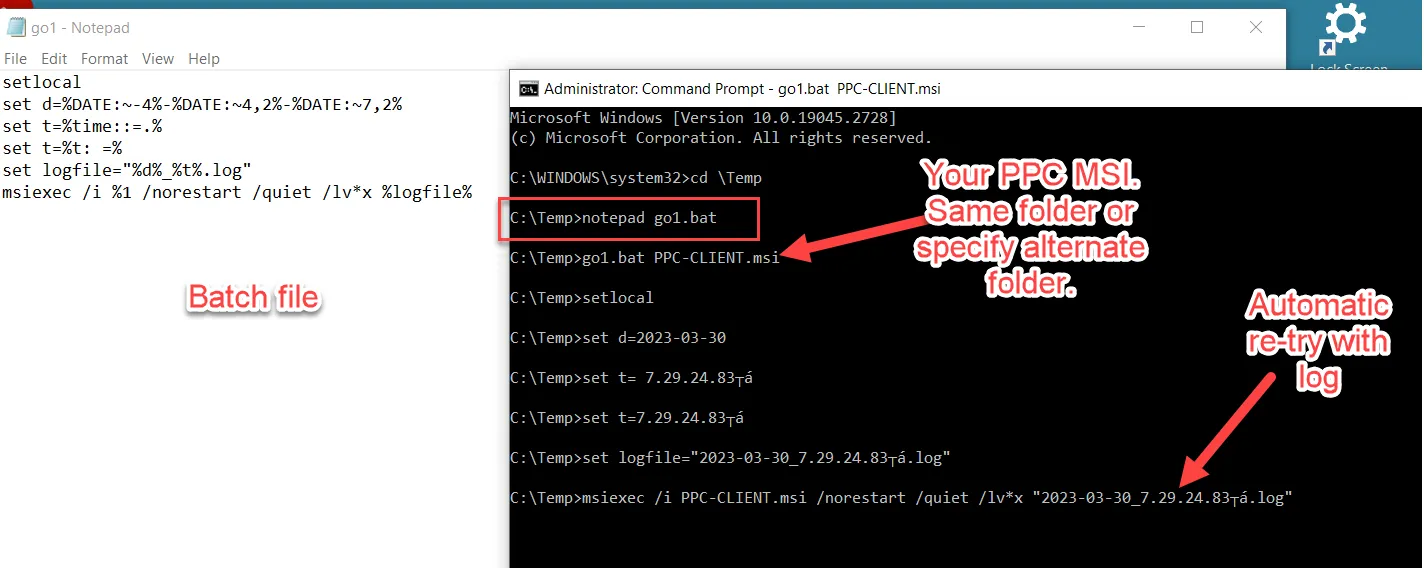 go1 - Notepad
File Edit Format View Help
setlocal
set d=%DATE:~-4%-%DATE:~4,2%-%DATE:~7,2%
set t=%time::=.%
set t=%t: =%
set logfile="%d%_%t%.log"
msiexec /i %1 /norestart /quiet /lv*x %logfile%
Batch file
Lock Screen
Administrator: Command Prompt - go1.bat  PPC-CLIENT.msi
Microsoft Windows [Version 10.0.19045.2728]
(c) Microsoft Corporation. All rights reserved.
C:\WINDOWS\system32>cd \Temp
C:\Temp>notepad go1.bat
C:\Temp>go1.bat PPC-CLIENT.msi
C:\Temp>setlocal
C:\Temp>set d=2023-03-30
C:\Temp>set t= 7.29.24.83┬á
C:\Temp>set t=7.29.24.83┬á
C:\Temp>set logfile="2023-03-30_7.29.24.83┬á.log"
C:\Temp>msiexec /i PPC-CLIENT.msi /norestart /quiet /lv*x "2023-03-30_7.29.24.83┬á.log"
Your PPC MSI.
Same folder or
specify alternate
folder.
Automatic
re-try with
log